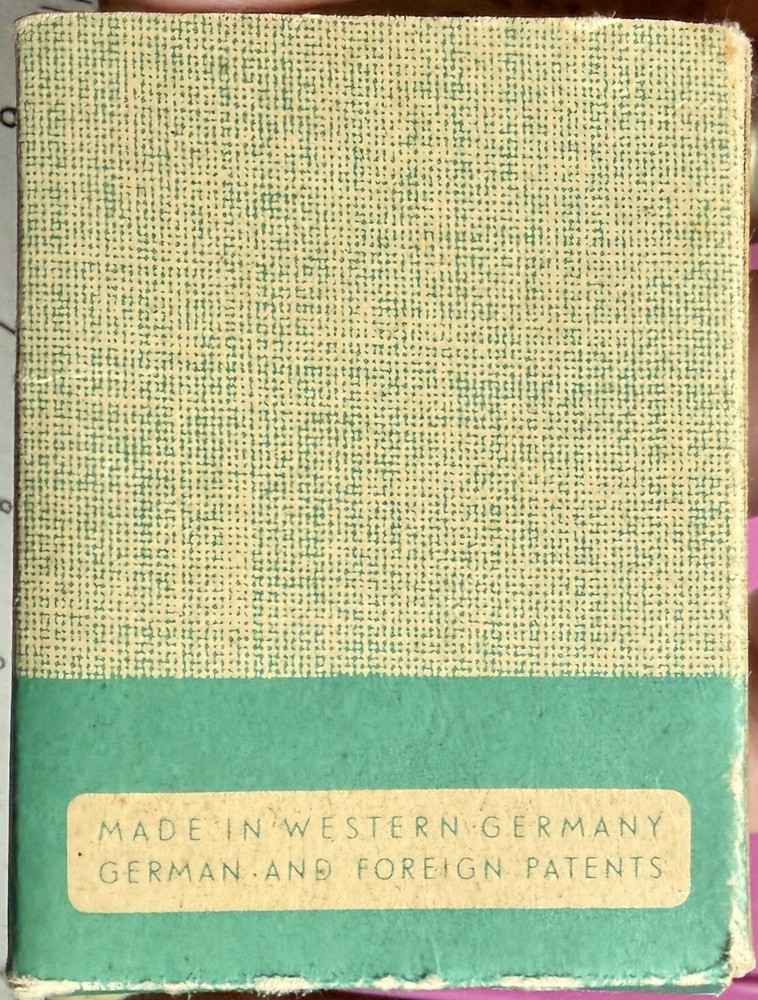 MADE IN WESTERN GERMANY
GERMAN AND FOREIGN PATENTS